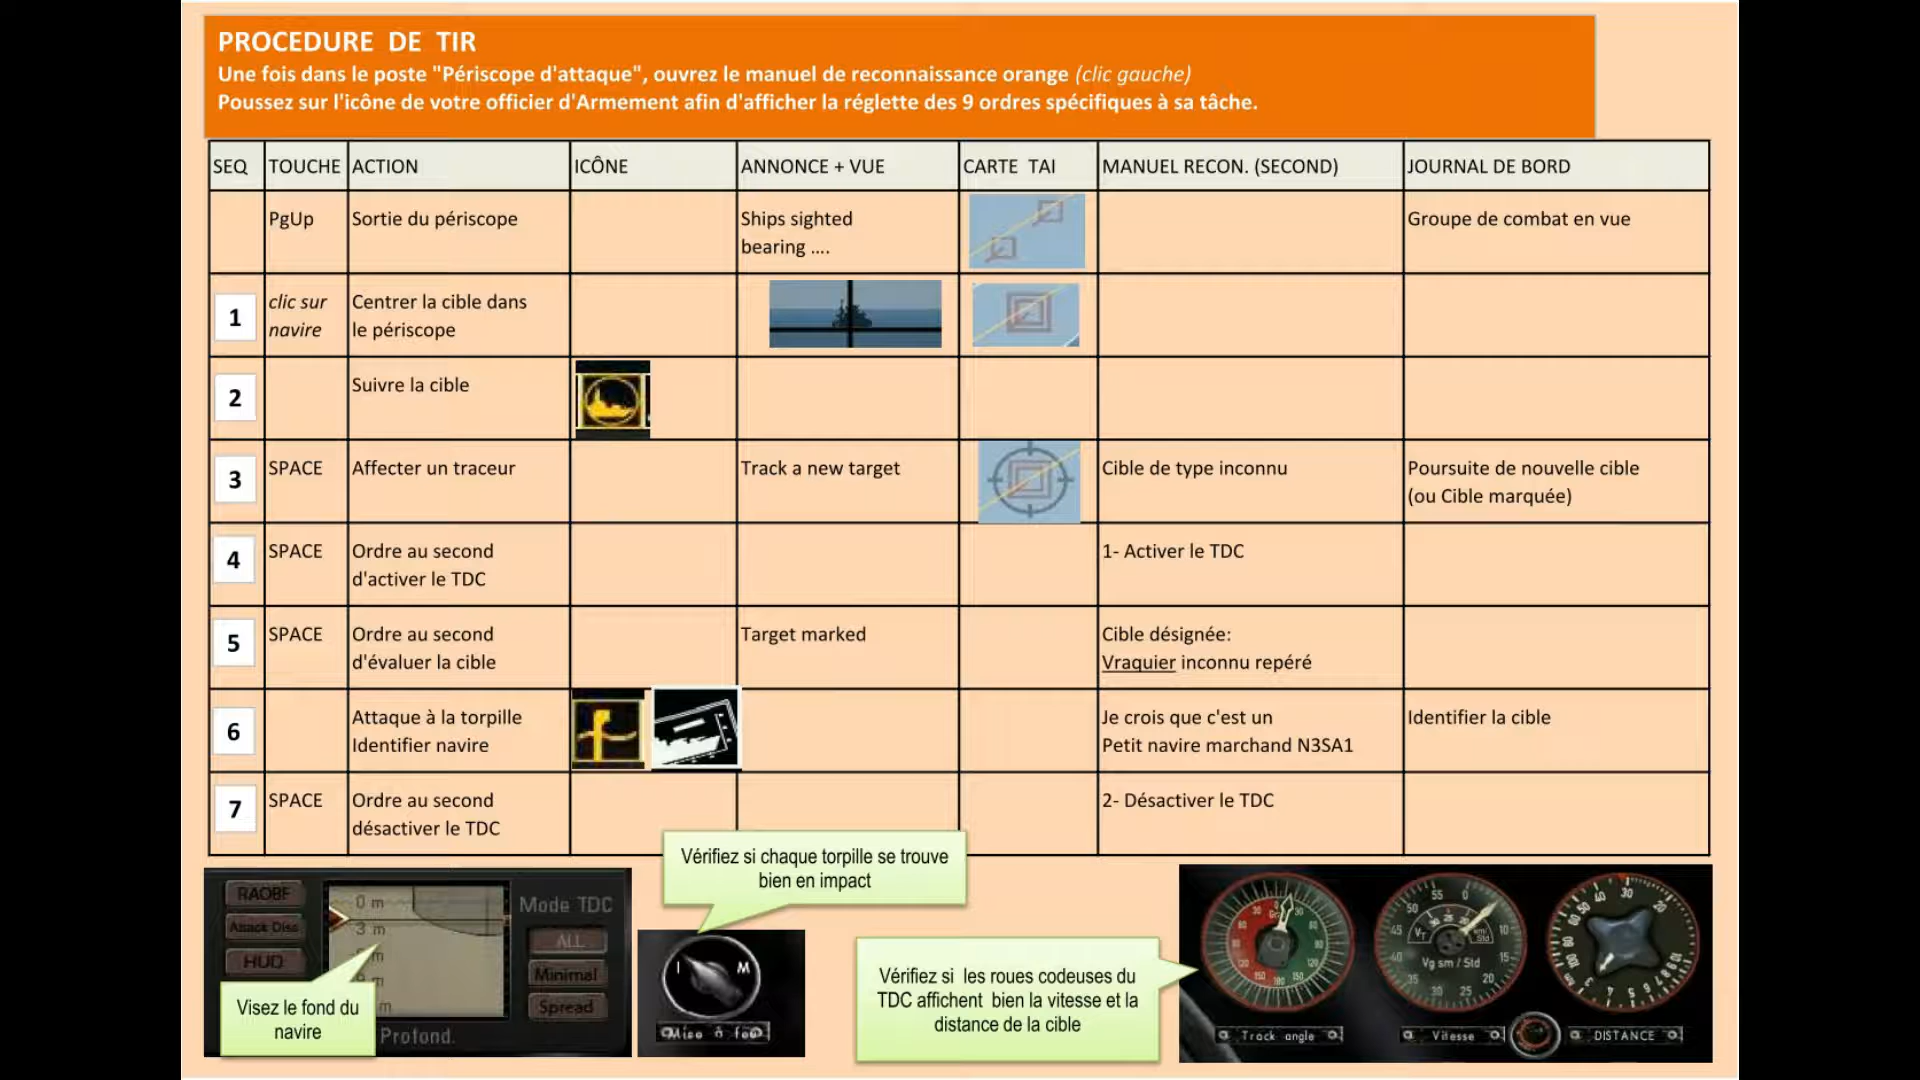 PROCEDURE DE TIR
Une fois dans le poste "Périscope d'attaque", ouvrez le manuel de reconnaissance orange (clic gauche)
Poussez sur l'icône de votre officier d'Armement afin d'afficher la réglette des 9 ordres spécifiques à sa tâche.
SEQ TOUCHE ACTION ICÔNE ANNONCE + VUE CARTE TAI MANUEL RECON. (SECOND) JOURNAL DE BORD
PgUp Sortie du périscope Ships sighted Groupe de combat en vue
bearing ....
1 clic sur Centrer la cible dans
navire le périscope
2 Suivre la cible
3 SPACE Affecter un traceur Track a new target Cible de type inconnu Poursuite de nouvelle cible
(ou Cible marquée)
4 SPACE Ordre au second 1- Activer le TDC
d'activer le TDC
5 SPACE Ordre au second Target marked Cible désignée:
d'évaluer la cible Vraquier inconnu repéré
6 Attaque à la torpille Je crois que c'est un Identifier la cible
Identifier navire Petit navire marchand N3SA1
7 SPACE Ordre au second 2- Désactiver le TDC
désactiver le TDC
Vérifiez si chaque torpille se trouve
bien en impact
RAOBF
Attack Disc
HUD
0 m
3 m
Mode TDC
ALL
Minimal
Spread
Profond.
Visez le fond du
navire
I M
Mise à feu
Vérifiez si les roues codeuses du
TDC affichent bien la vitesse et la
distance de la cible
Track angle
Vg sm / Std
Vitesse
DISTANCE